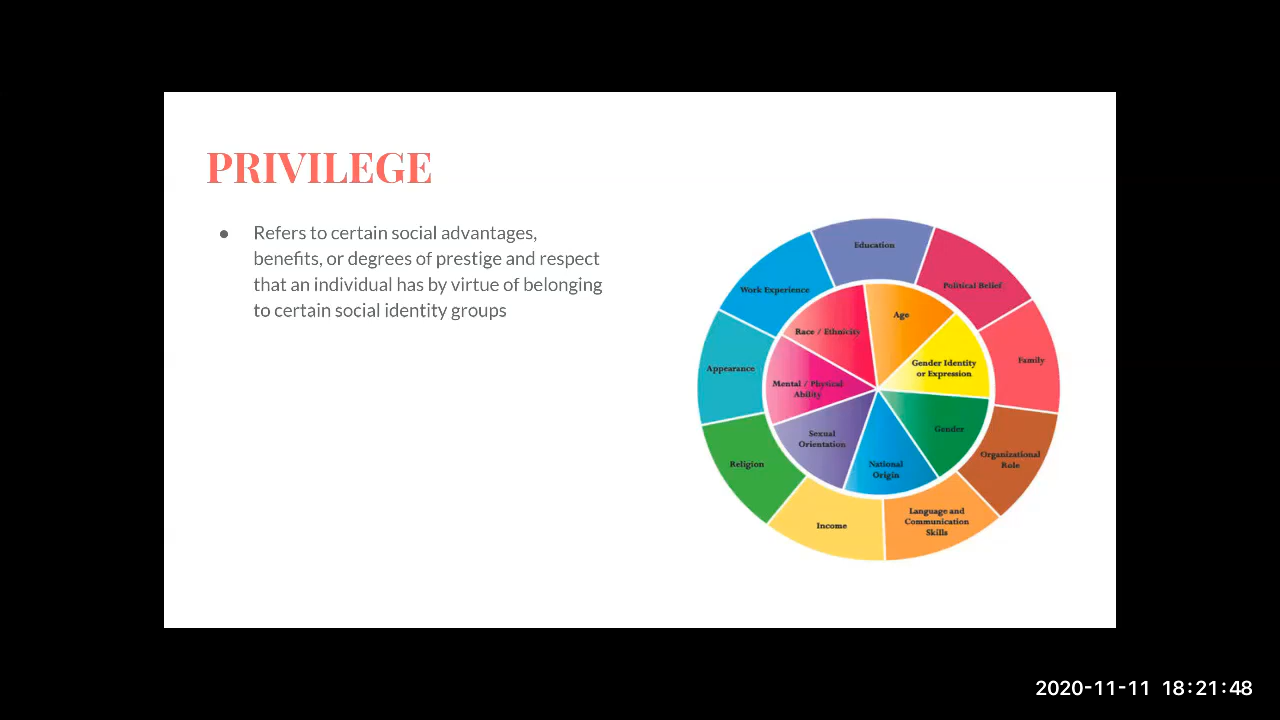 PRIVILEGE
● Refers to certain social advantages,
benefits, or degrees of prestige and respect
that an individual has by virtue of belonging
to certain social identity groups
Education
Political Belief
Family
Organizational
Role
Language and
Communication
Skills
Income
Religion
Appearance
Work Experience
Age
Gender Identity
or Expression
Gender
National
Origin
Sexual
Orientation
Mental / Physical
Ability
Race / Ethnicity
2020-11-11 18:21:48